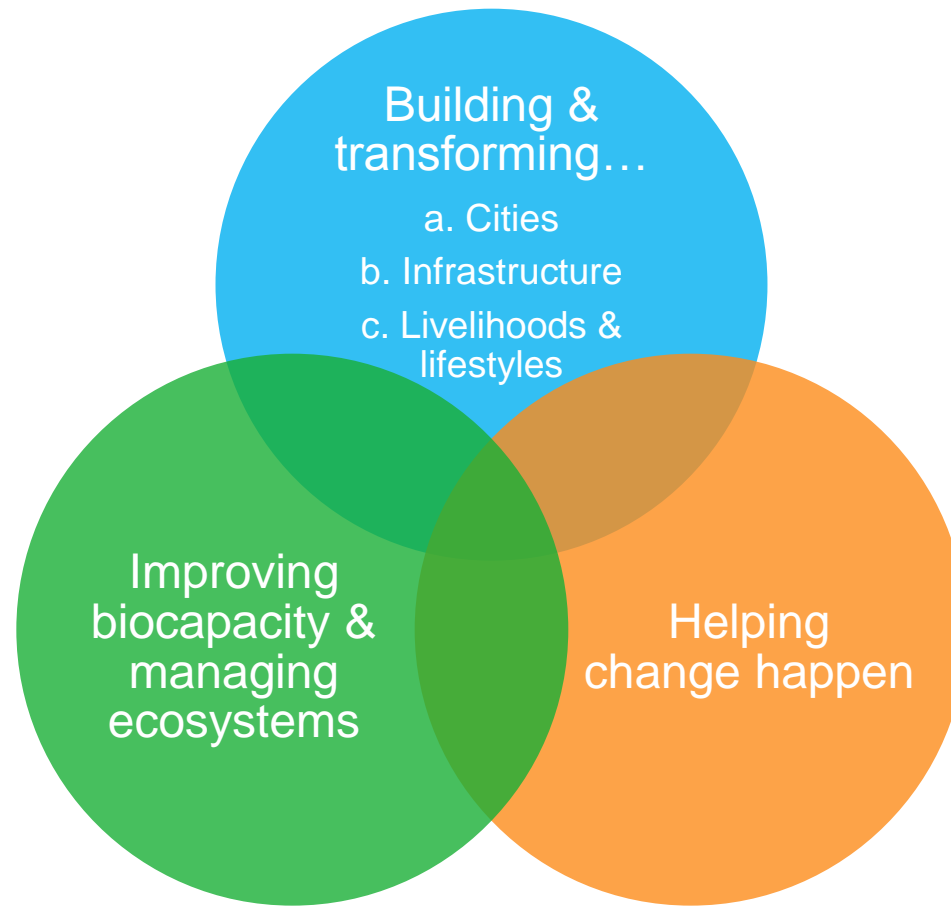 Building &
transforming…
a. Cities
b. Infrastructure
c. Livelihoods &
lifestyles
Improving
biocapacity &
managing
ecosystems
Helping
change happen